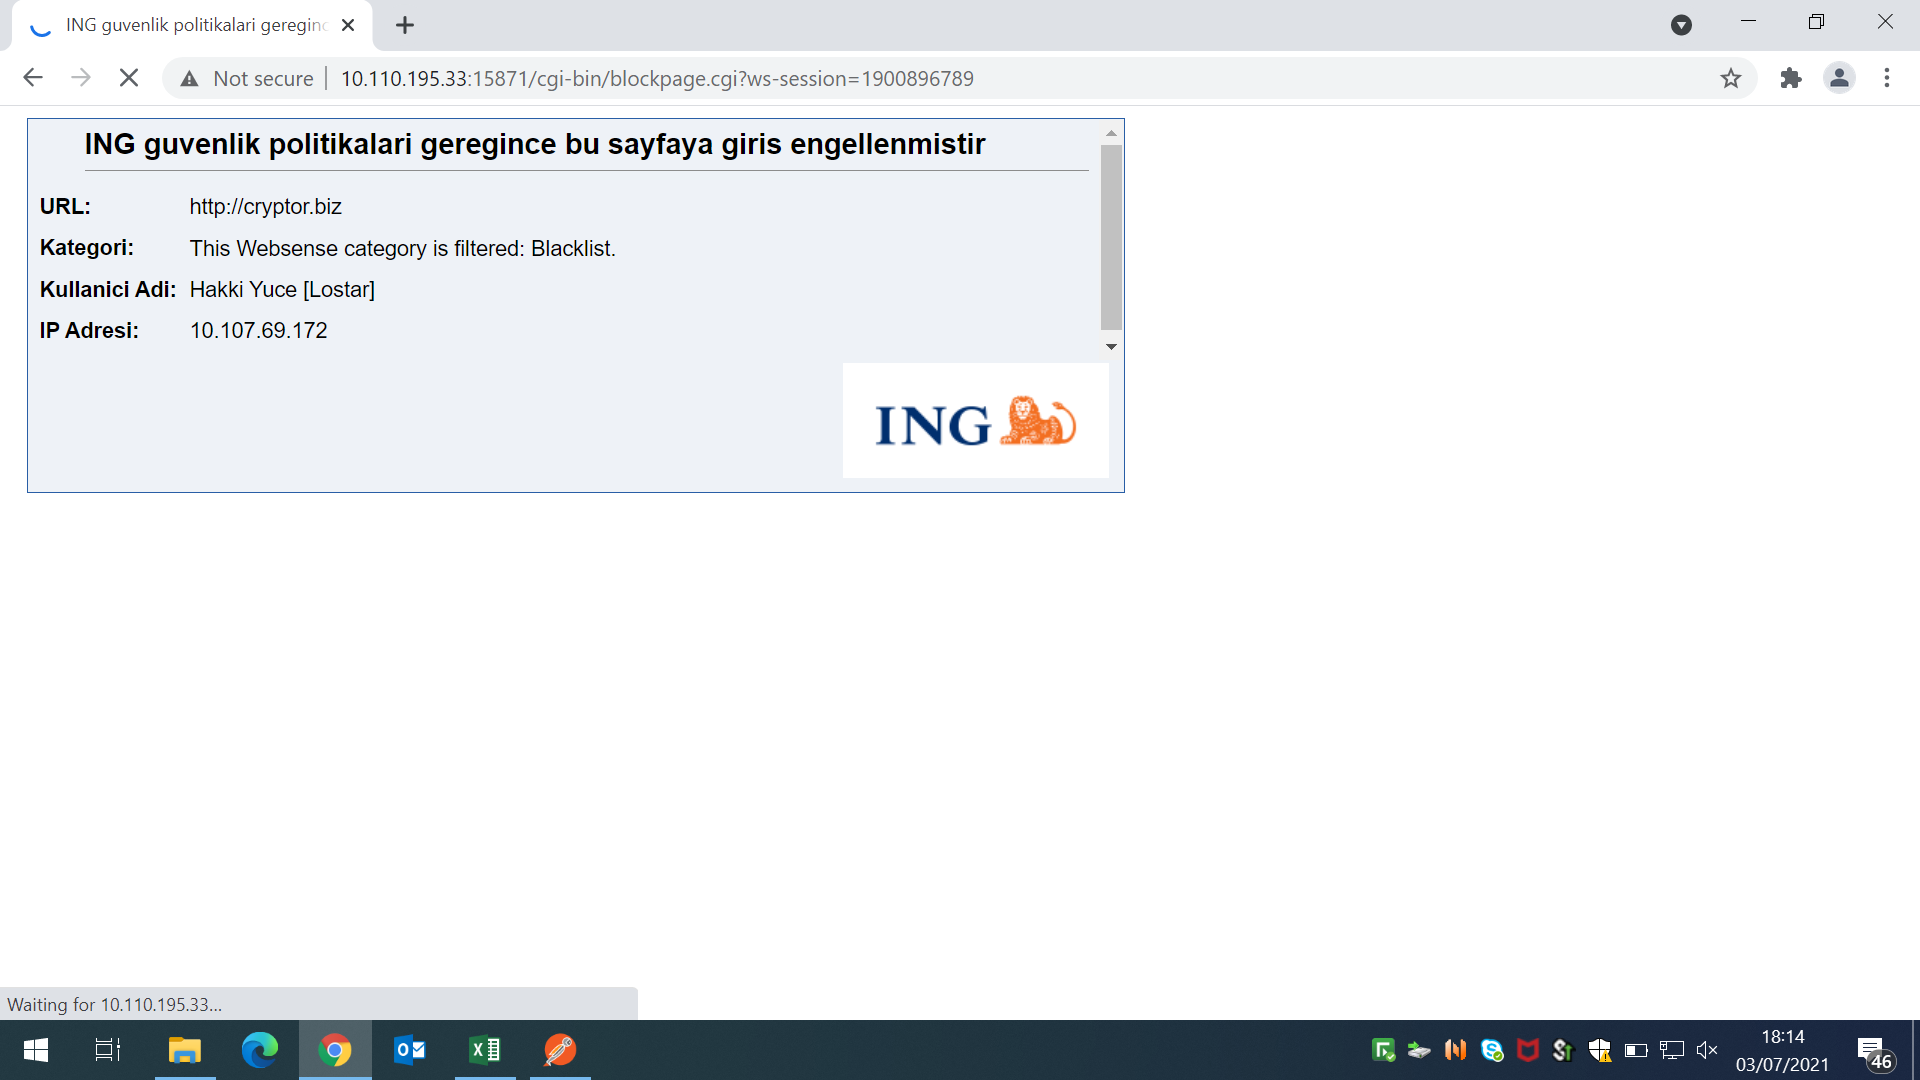 ING guvenlik politikalari geregin
Not secure
10.110.195.33:15871/cgi-bin/blockpage.cgi?ws-session=1900896789
ING guvenlik politikalari geregince bu sayfaya giris engellenmistir
URL: http://cryptor.biz
Kategori: This Websense category is filtered: Blacklist.
Kullanici Adi: Hakki Yuce [Lostar]
IP Adresi: 10.107.69.172
ING
Waiting for 10.110.195.33...
18:14
03/07/2021
46